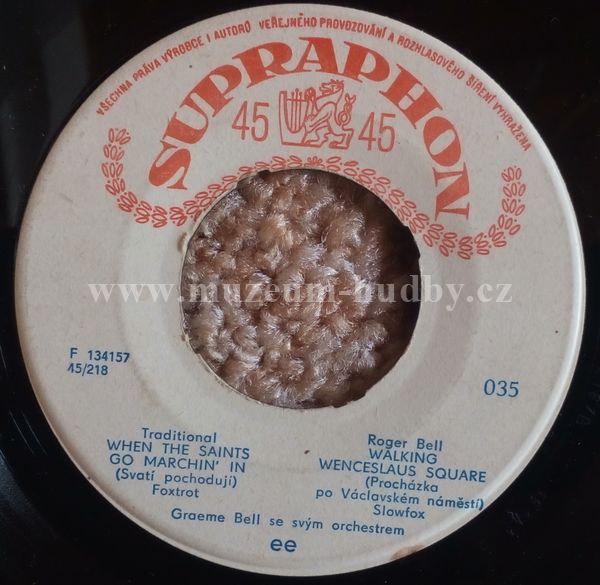 VŠECHNA PRÁVA VÝROBCE I AUTORŮ VEŘEJNÉHO PROVOZOVÁNÍ A ROZHLASOVÉHO ŠÍŘENÍ VYHRAŽENA
SUPRAPHON
45 45
www.muzeum-hudby.cz
F 134157
45/218
035
Traditional
WHEN THE SAINTS
GO MARCHIN' IN
(Svatí pochodují)
Foxtrot
Roger Bell
WALKING
WENCESLAUS SQUARE
(Procházka
po Václavském náměstí)
Slowfox
Graeme Bell se svým orchestrem
ee